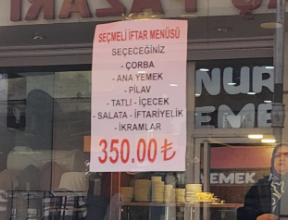 SEÇMELİ İFTAR MENÜSÜ
SEÇECEĞİNİZ
- ÇORBA
- ANA YEMEK
- PİLAV
- TATLI - İÇECEK
- SALATA - İFTARİYELİK
- İKRAMLAR
350.00₺
NUR
EME
EMEK